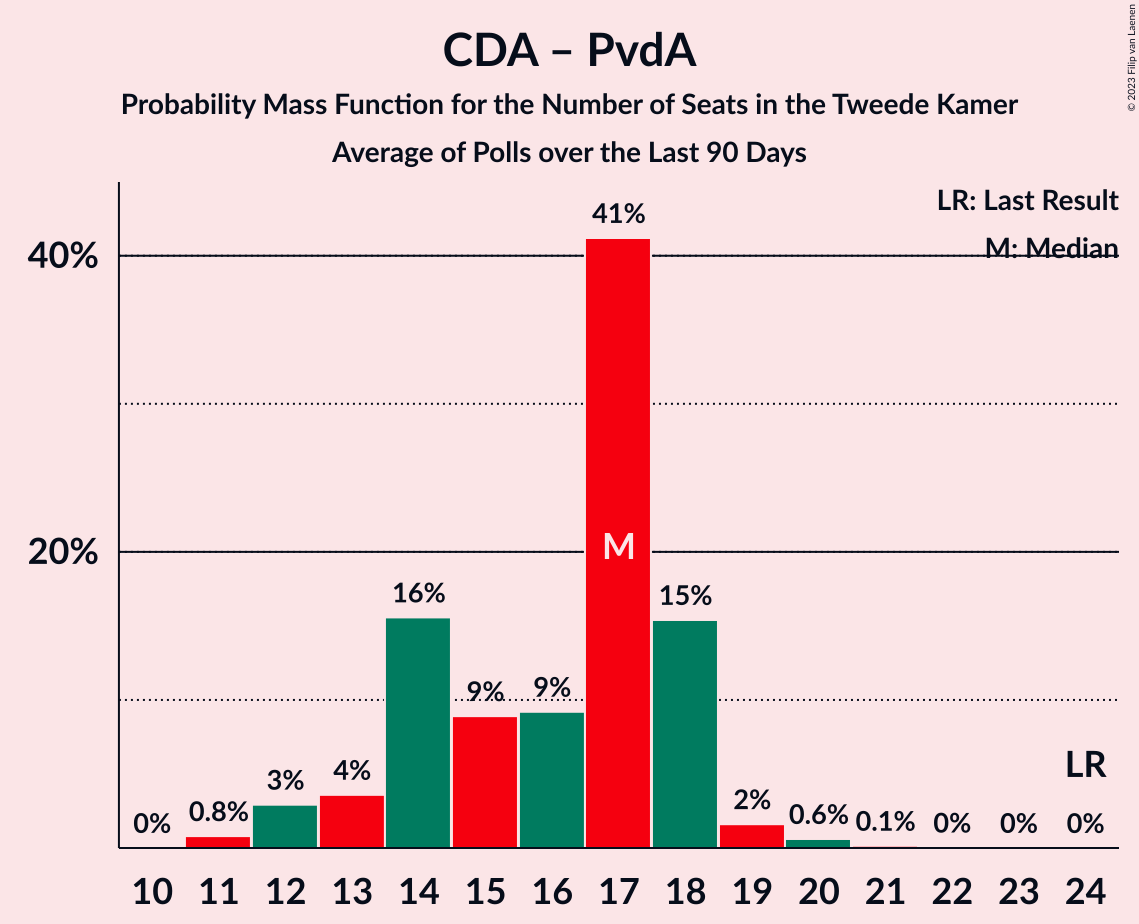 CDA – PvdA
Probability Mass Function for the Number of Seats in the Tweede Kamer
Average of Polls over the Last 90 Days
© 2023 Filip van Laenen
LR: Last Result
M: Median
41%
40%
M
20%
16%
15%
9%
9%
LR
4%
3%
2%
0.8%
0.6%
0.1%
0%
0%
0%
0%
10 11 12 13 14 15 16 17 18 19 20 21 22 23 24